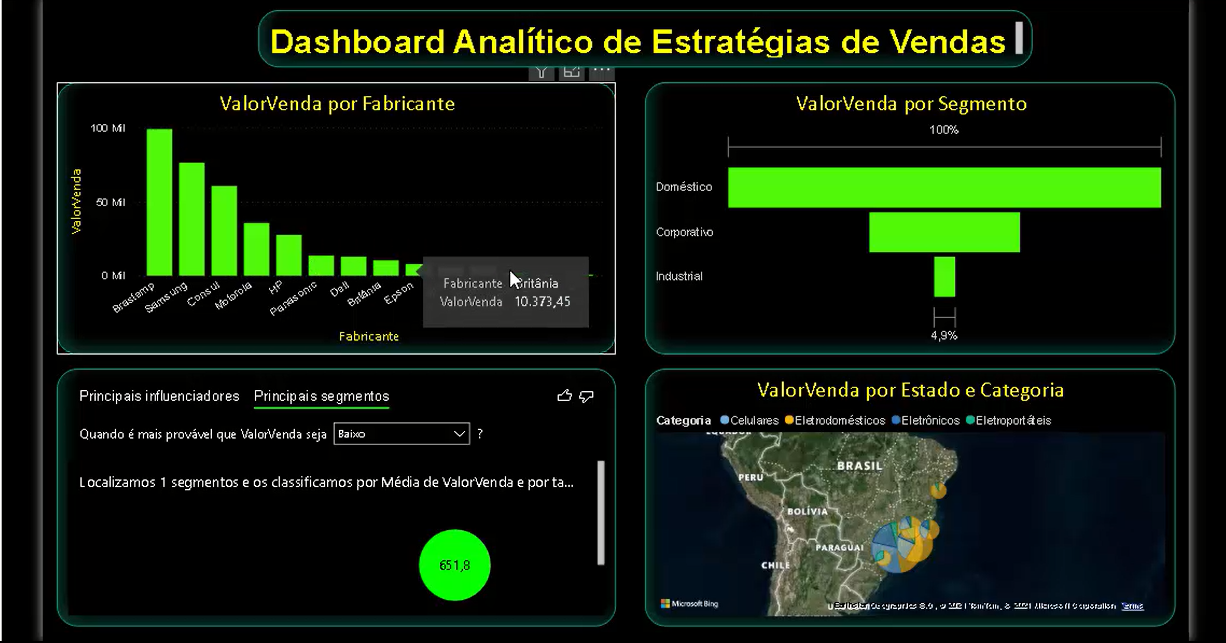 Dashboard Analítico de Estratégias de Vendas
ValorVenda por Fabricante
100 Mil
50 Mil
0 Mil
ValorVenda
Brastemp
Samsung
Consul
Motorola
HP
Panasonic
Dell
Britânia
Epson
Fabricante Britânia
ValorVenda 10.373,45
Fabricante
ValorVenda por Segmento
100%
Doméstico
Corporativo
Industrial
4,9%
Principais influenciadores Principais segmentos
Quando é mais provável que ValorVenda seja Baixo ?
Localizamos 1 segmentos e os classificamos por Média de ValorVenda e por ta...
651,8
ValorVenda por Estado e Categoria
Categoria Celulares Eletrodomésticos Eletrônicos Eletroportáteis
BRASIL
PERU
BOLÍVIA
PARAGUAI
CHILE
Microsoft Bing
Microsoft Corporation Terms